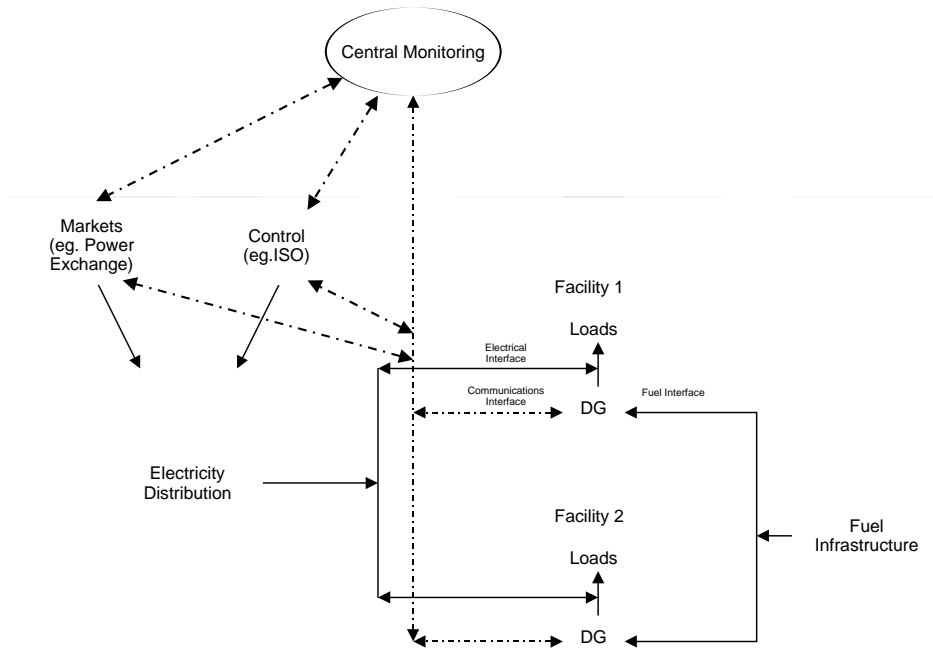 Central Monitoring
Markets
(eg. Power
Exchange)
Control
(eg.ISO)
Facility 1
Loads
Electrical
Interface
Communications
Interface
DG
Fuel Interface
Electricity
Distribution
Facility 2
Loads
Fuel
Infrastructure
DG